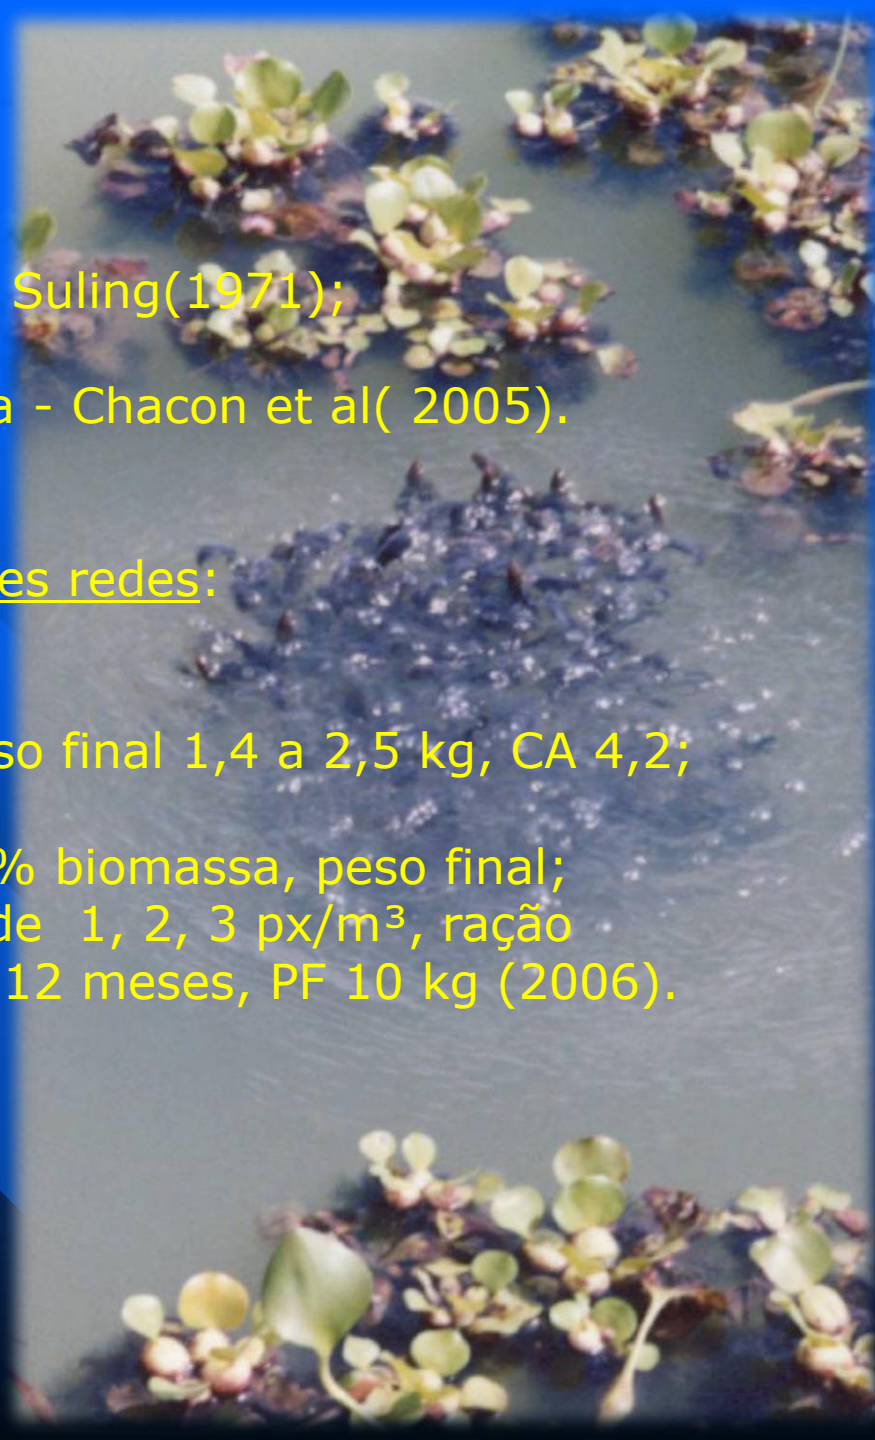 Suling(1971);
a - Chacon et al( 2005).
es redes:
so final 1,4 a 2,5 kg, CA 4,2;
% biomassa, peso final;
de 1, 2, 3 px/m³, ração
12 meses, PF 10 kg (2006).